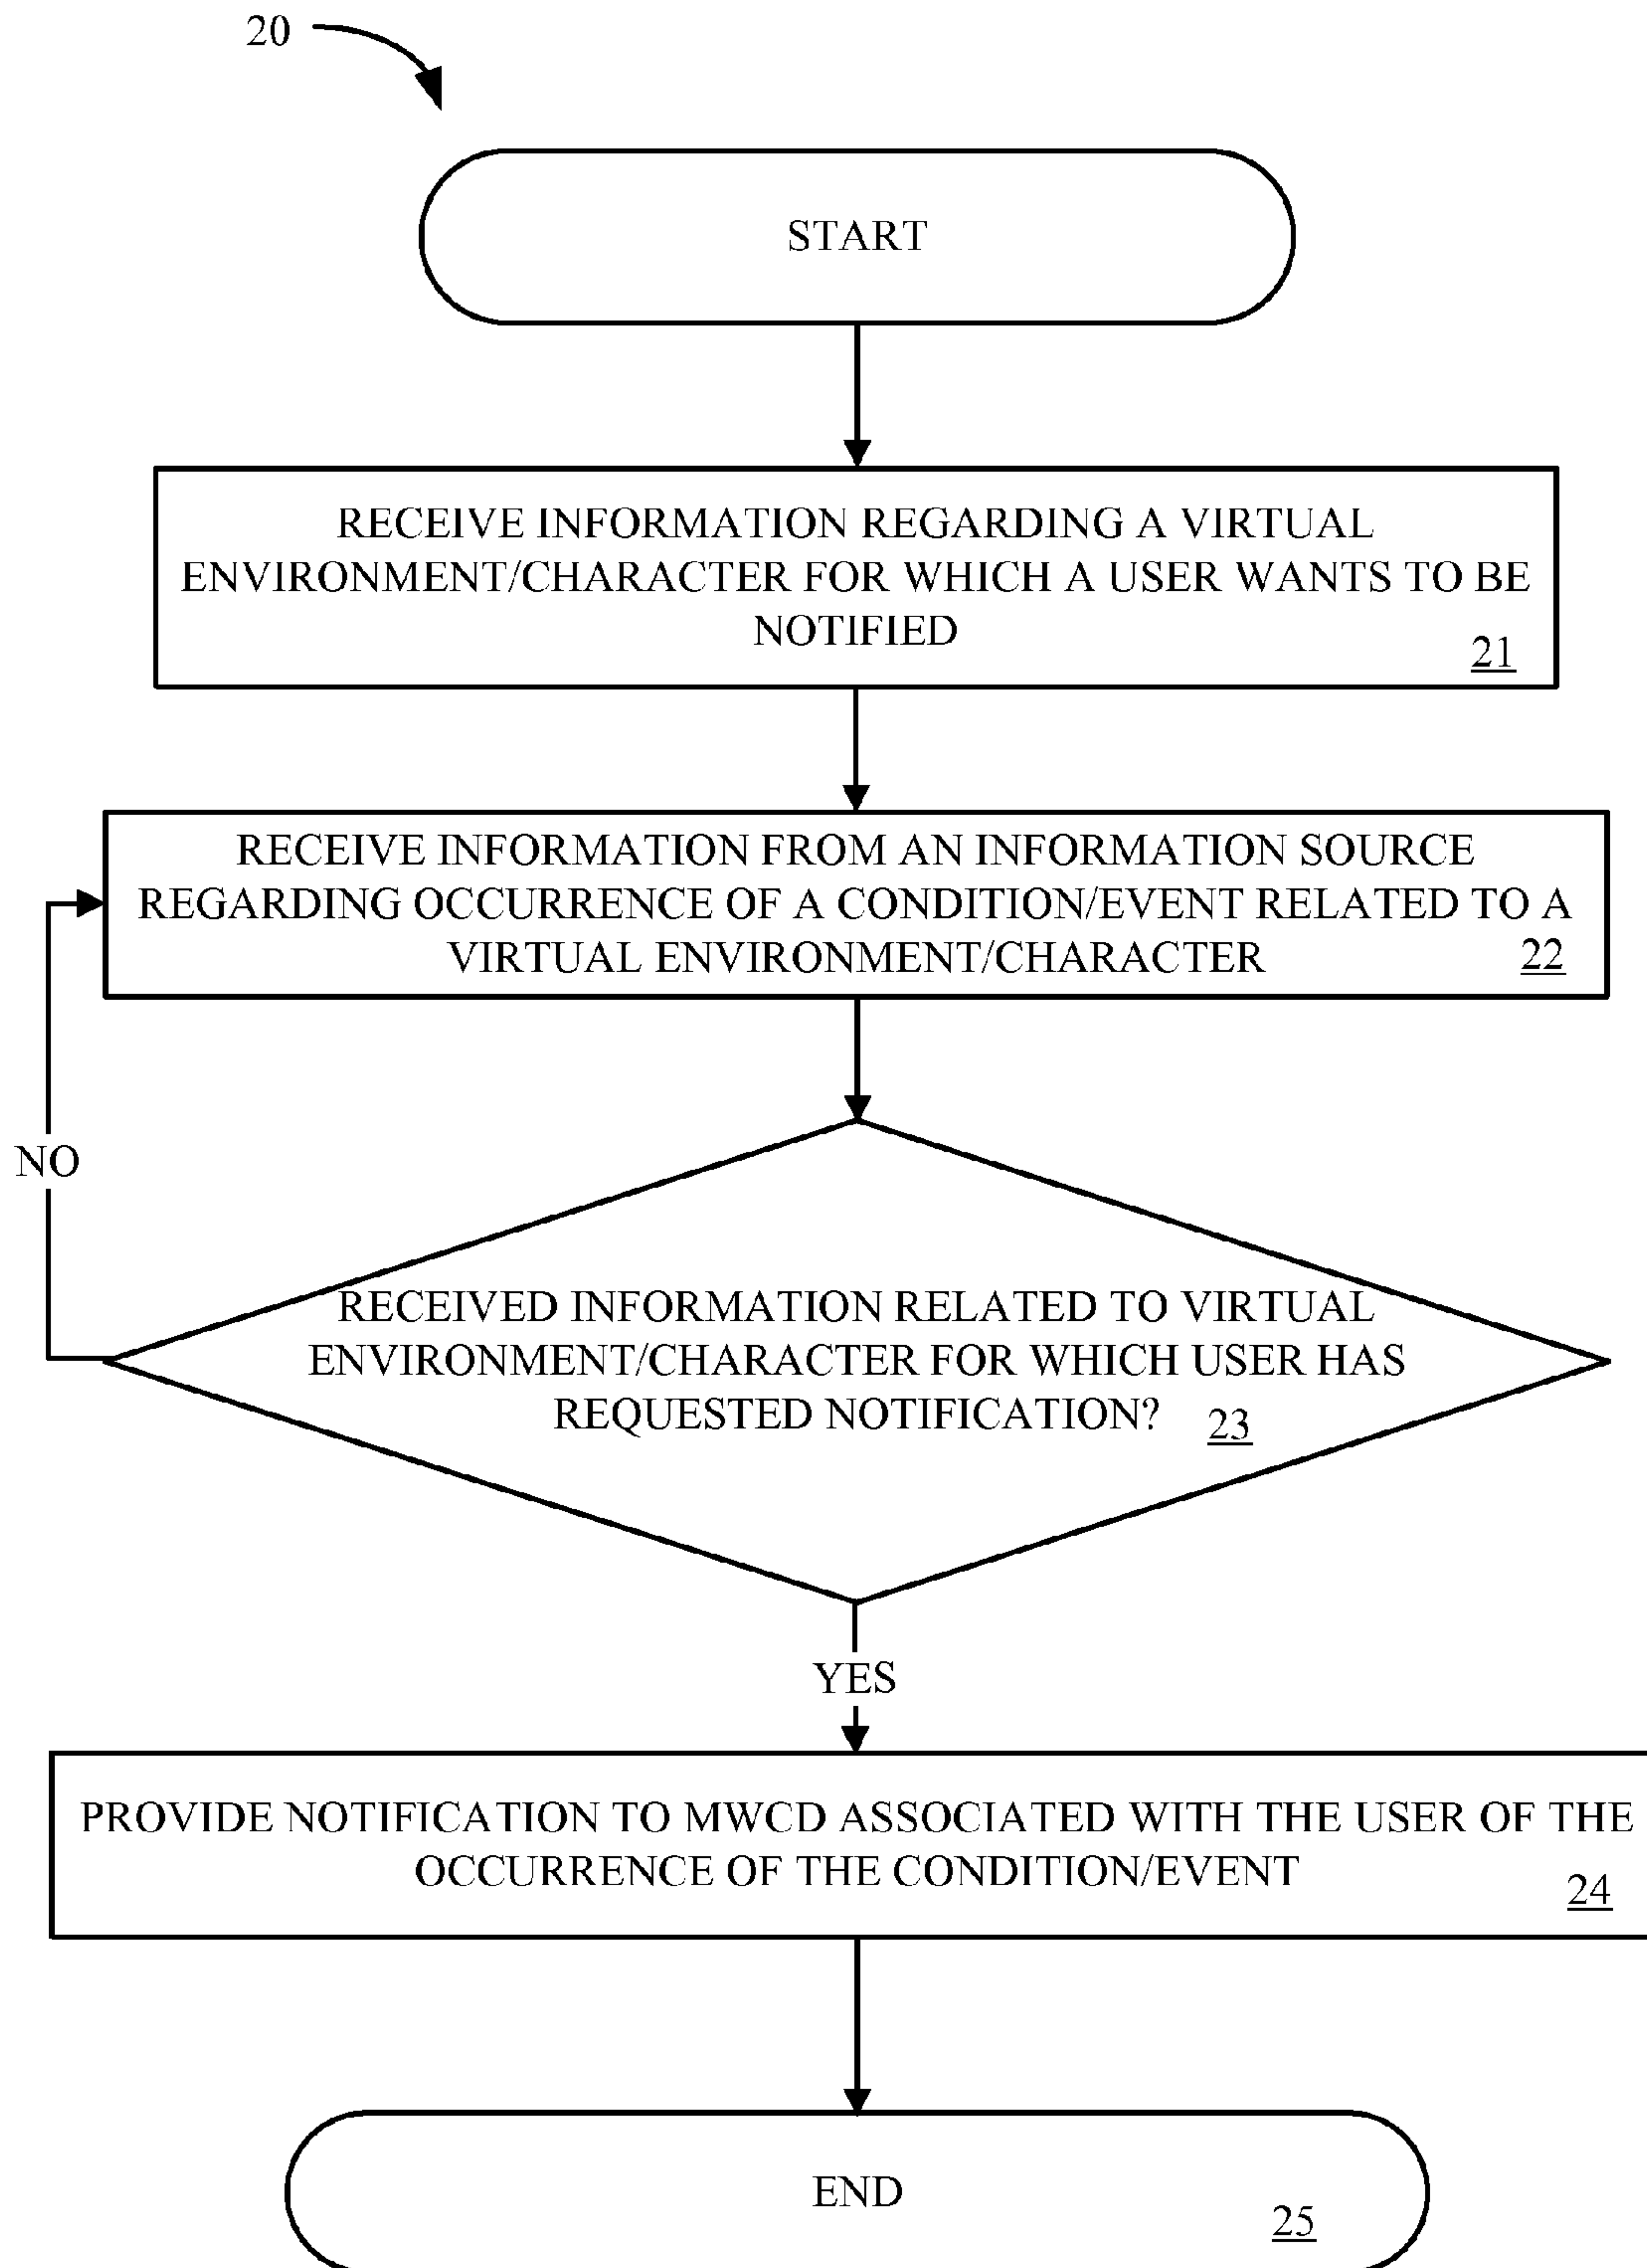 20
START
RECEIVE INFORMATION REGARDING A VIRTUAL
ENVIRONMENT/CHARACTER FOR WHICH A USER WANTS TO BE
NOTIFIED
21
RECEIVE INFORMATION FROM AN INFORMATION SOURCE
REGARDING OCCURRENCE OF A CONDITION/EVENT RELATED TO A
VIRTUAL ENVIRONMENT/CHARACTER
22
NO
RECEIVED INFORMATION RELATED TO VIRTUAL
ENVIRONMENT/CHARACTER FOR WHICH USER HAS
REQUESTED NOTIFICATION?
23
YES
PROVIDE NOTIFICATION TO MWCD ASSOCIATED WITH THE USER OF THE
OCCURRENCE OF THE CONDITION/EVENT
24
END
25